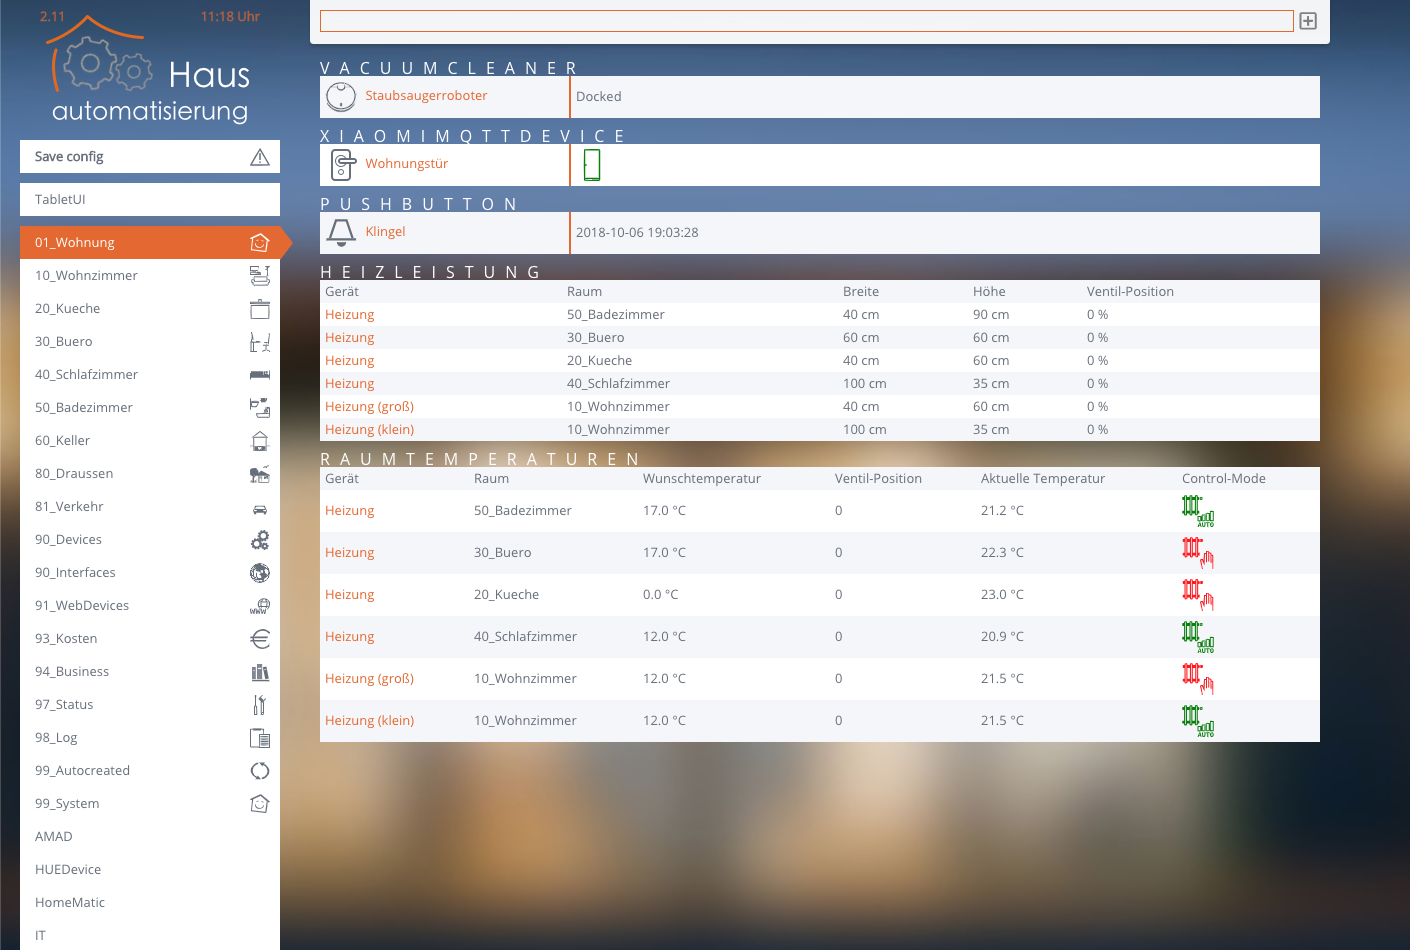 2.11 11:18 Uhr
Haus
automatisierung
Save config
TabletUI
01_Wohnung
10_Wohnzimmer
20_Kueche
30_Buero
40_Schlafzimmer
50_Badezimmer
60_Keller
80_Draussen
81_Verkehr
90_Devices
90_Interfaces
91_WebDevices
www
93_Kosten
94_Business
97_Status
98_Log
99_Autocreated
99_System
AMAD
HUEDevice
HomeMatic
IT
VACUUMCLEANER
Staubsaugerroboter Docked
XIAOMIMQTTDEVICE
Wohnungstür
PUSHBUTTON
Klingel 2018-10-06 19:03:28
HEIZLEISTUNG
Gerät Raum Breite Höhe Ventil-Position
Heizung 50_Badezimmer 40 cm 90 cm 0 %
Heizung 30_Buero 60 cm 60 cm 0 %
Heizung 20_Kueche 40 cm 60 cm 0 %
Heizung 40_Schlafzimmer 100 cm 35 cm 0 %
Heizung (groß) 10_Wohnzimmer 40 cm 60 cm 0 %
Heizung (klein) 10_Wohnzimmer 100 cm 35 cm 0 %
RAUMTEMPERATUREN
Gerät Raum Wunschtemperatur Ventil-Position Aktuelle Temperatur Control-Mode
Heizung 50_Badezimmer 17.0 °C 0 21.2 °C AUTO
Heizung 30_Buero 17.0 °C 0 22.3 °C
Heizung 20_Kueche 0.0 °C 0 23.0 °C
Heizung 40_Schlafzimmer 12.0 °C 0 20.9 °C AUTO
Heizung (groß) 10_Wohnzimmer 12.0 °C 0 21.5 °C
Heizung (klein) 10_Wohnzimmer 12.0 °C 0 21.5 °C AUTO